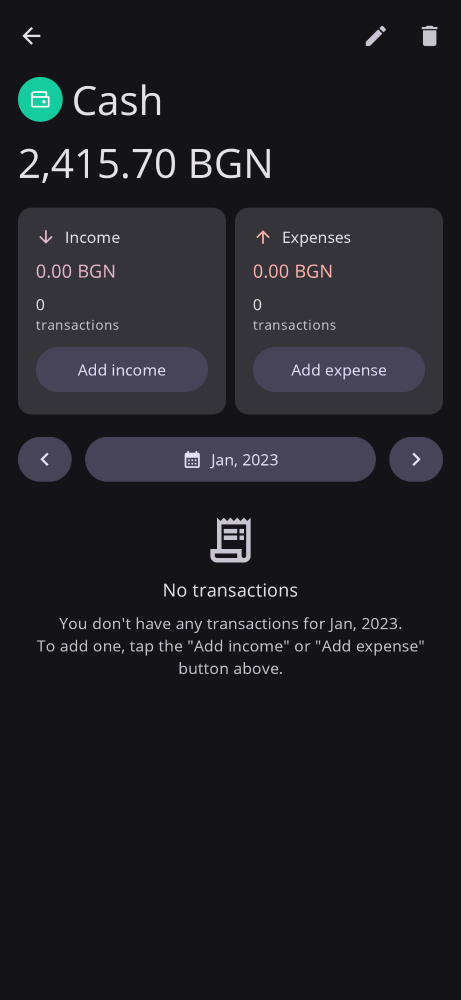 Cash
2,415.70 BGN
Income
0.00 BGN
0
transactions
Add income
Expenses
0.00 BGN
0
transactions
Add expense
Jan, 2023
No transactions
You don't have any transactions for Jan, 2023.
To add one, tap the "Add income" or "Add expense"
button above.